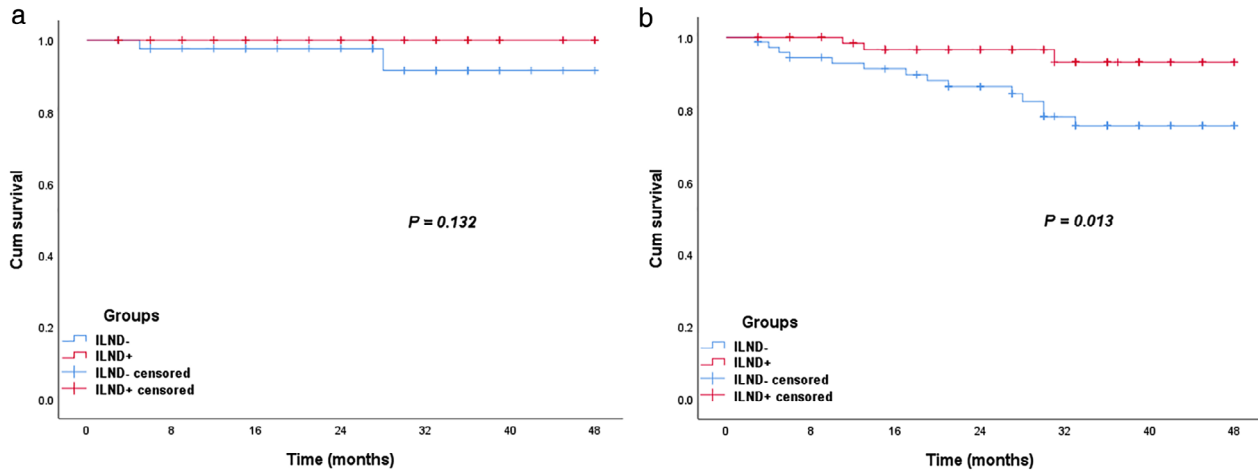 a
1.0
0.8
0.6
0.4
0.2
0.0
Cum survival
P = 0.132
Groups
ILND-
ILND+
ILND- censored
ILND+ censored
0 8 16 24 32 40 48
Time (months)
b
1.0
0.8
0.6
0.4
0.2
0.0
Cum survival
P = 0.013
Groups
ILND-
ILND+
ILND- censored
ILND+ censored
0 8 16 24 32 40 48
Time (months)